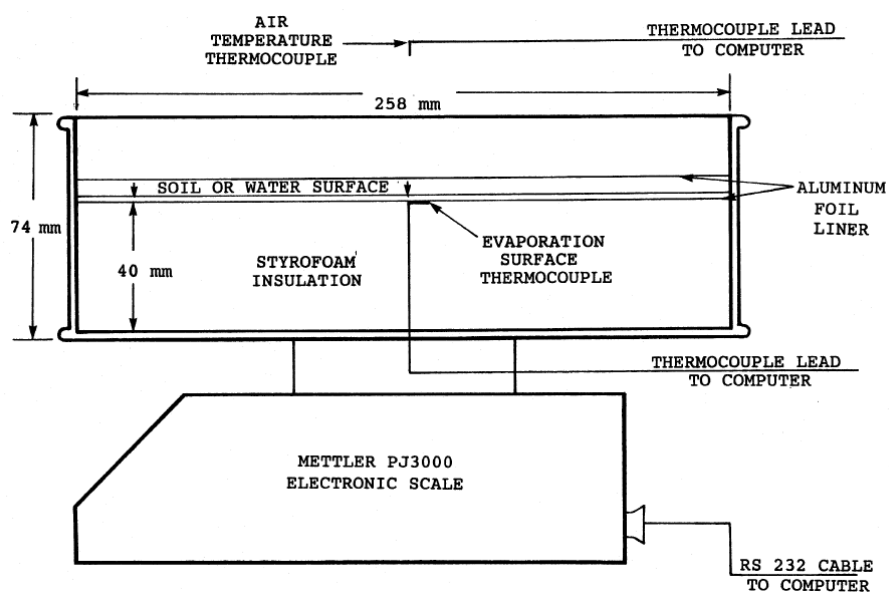 AIR
TEMPERATURE
THERMOCOUPLE
THERMOCOUPLE LEAD
TO COMPUTER
258 mm
SOIL OR WATER SURFACE
ALUMINUM
FOIL
LINER
74 mm
40 mm
STYROFOAM
INSULATION
EVAPORATION
SURFACE
THERMOCOUPLE
THERMOCOUPLE LEAD
TO COMPUTER
METTLER PJ3000
ELECTRONIC SCALE
RS 232 CABLE
TO COMPUTER